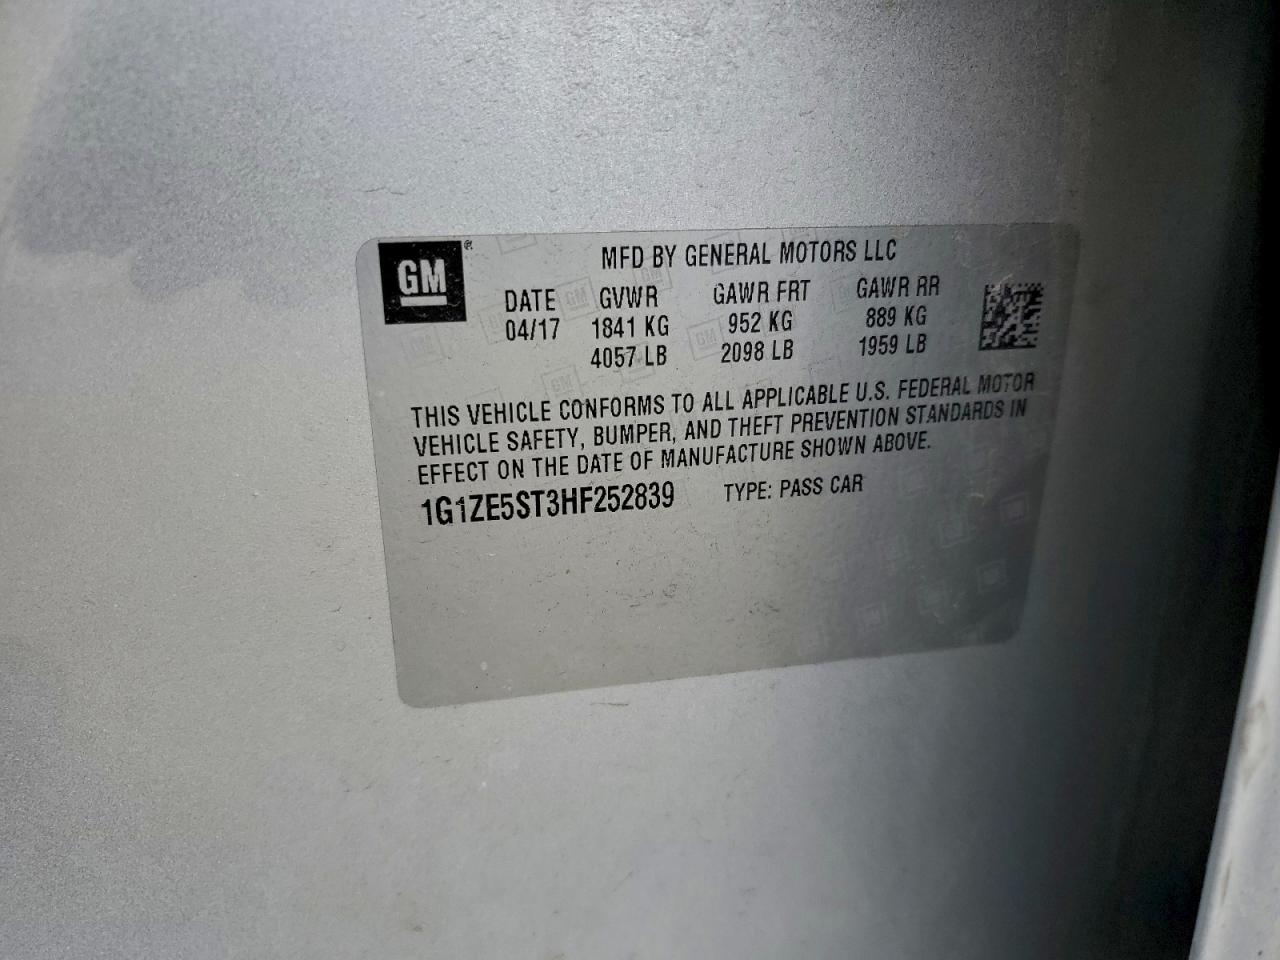 GM®
MFD BY GENERAL MOTORS LLC
DATE GVWR GAWR FRT GAWR RR
04/17 1841 KG 952 KG 889 KG
4057 LB 2098 LB 1959 LB
THIS VEHICLE CONFORMS TO ALL APPLICABLE U.S. FEDERAL MOTOR
VEHICLE SAFETY, BUMPER, AND THEFT PREVENTION STANDARDS IN
EFFECT ON THE DATE OF MANUFACTURE SHOWN ABOVE.
1G1ZE5ST3HF252839 TYPE: PASS CAR